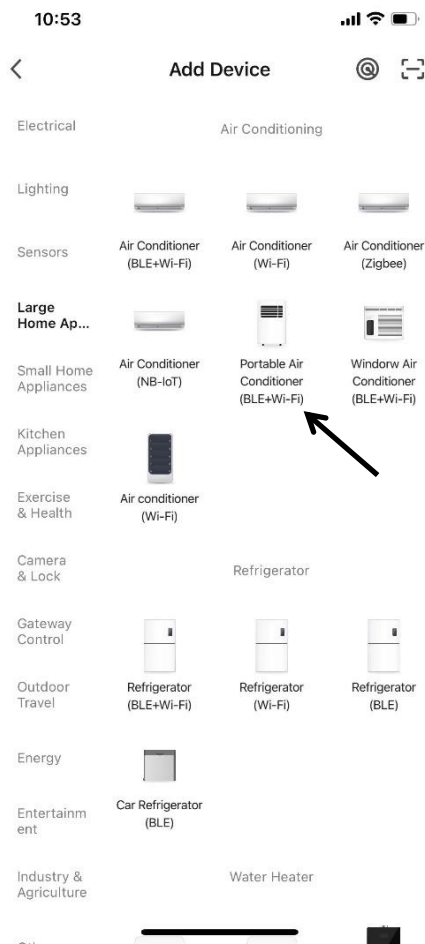 10:53
Add Device
Electrical
Lighting
Sensors
Large
Home Ap...
Small Home
Appliances
Kitchen
Appliances
Exercise
& Health
Camera
& Lock
Gateway
Control
Outdoor
Travel
Energy
Entertainm
ent
Industry &
Agriculture
Air Conditioning
Air Conditioner
(BLE+Wi-Fi)
Air Conditioner
(Wi-Fi)
Air Conditioner
(Zigbee)
Air Conditioner
(NB-IoT)
Portable Air
Conditioner
(BLE+Wi-Fi)
Windorw Air
Conditioner
(BLE+Wi-Fi)
Air conditioner
(Wi-Fi)
Refrigerator
Refrigerator
(BLE+Wi-Fi)
Refrigerator
(Wi-Fi)
Refrigerator
(BLE)
Car Refrigerator
(BLE)
Water Heater